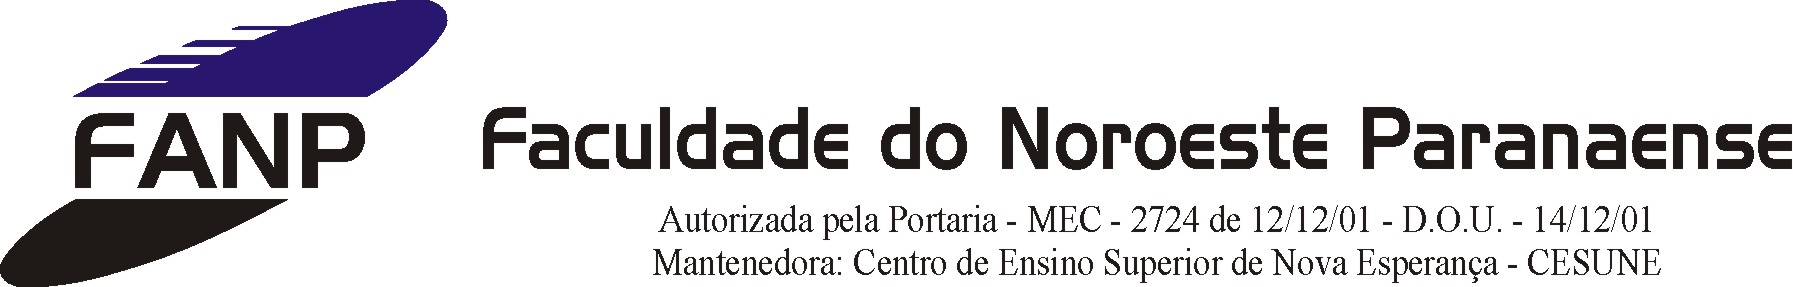 FANP
Faculdade do Noroeste Paranaense
Autorizada pela Portaria - MEC - 2724 de 12/12/01 - D.O.U. - 14/12/01
Mantenedora: Centro de Ensino Superior de Nova Esperança - CESUNE